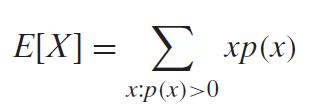 E[X] = ∑ xp(x)
x:p(x)>0